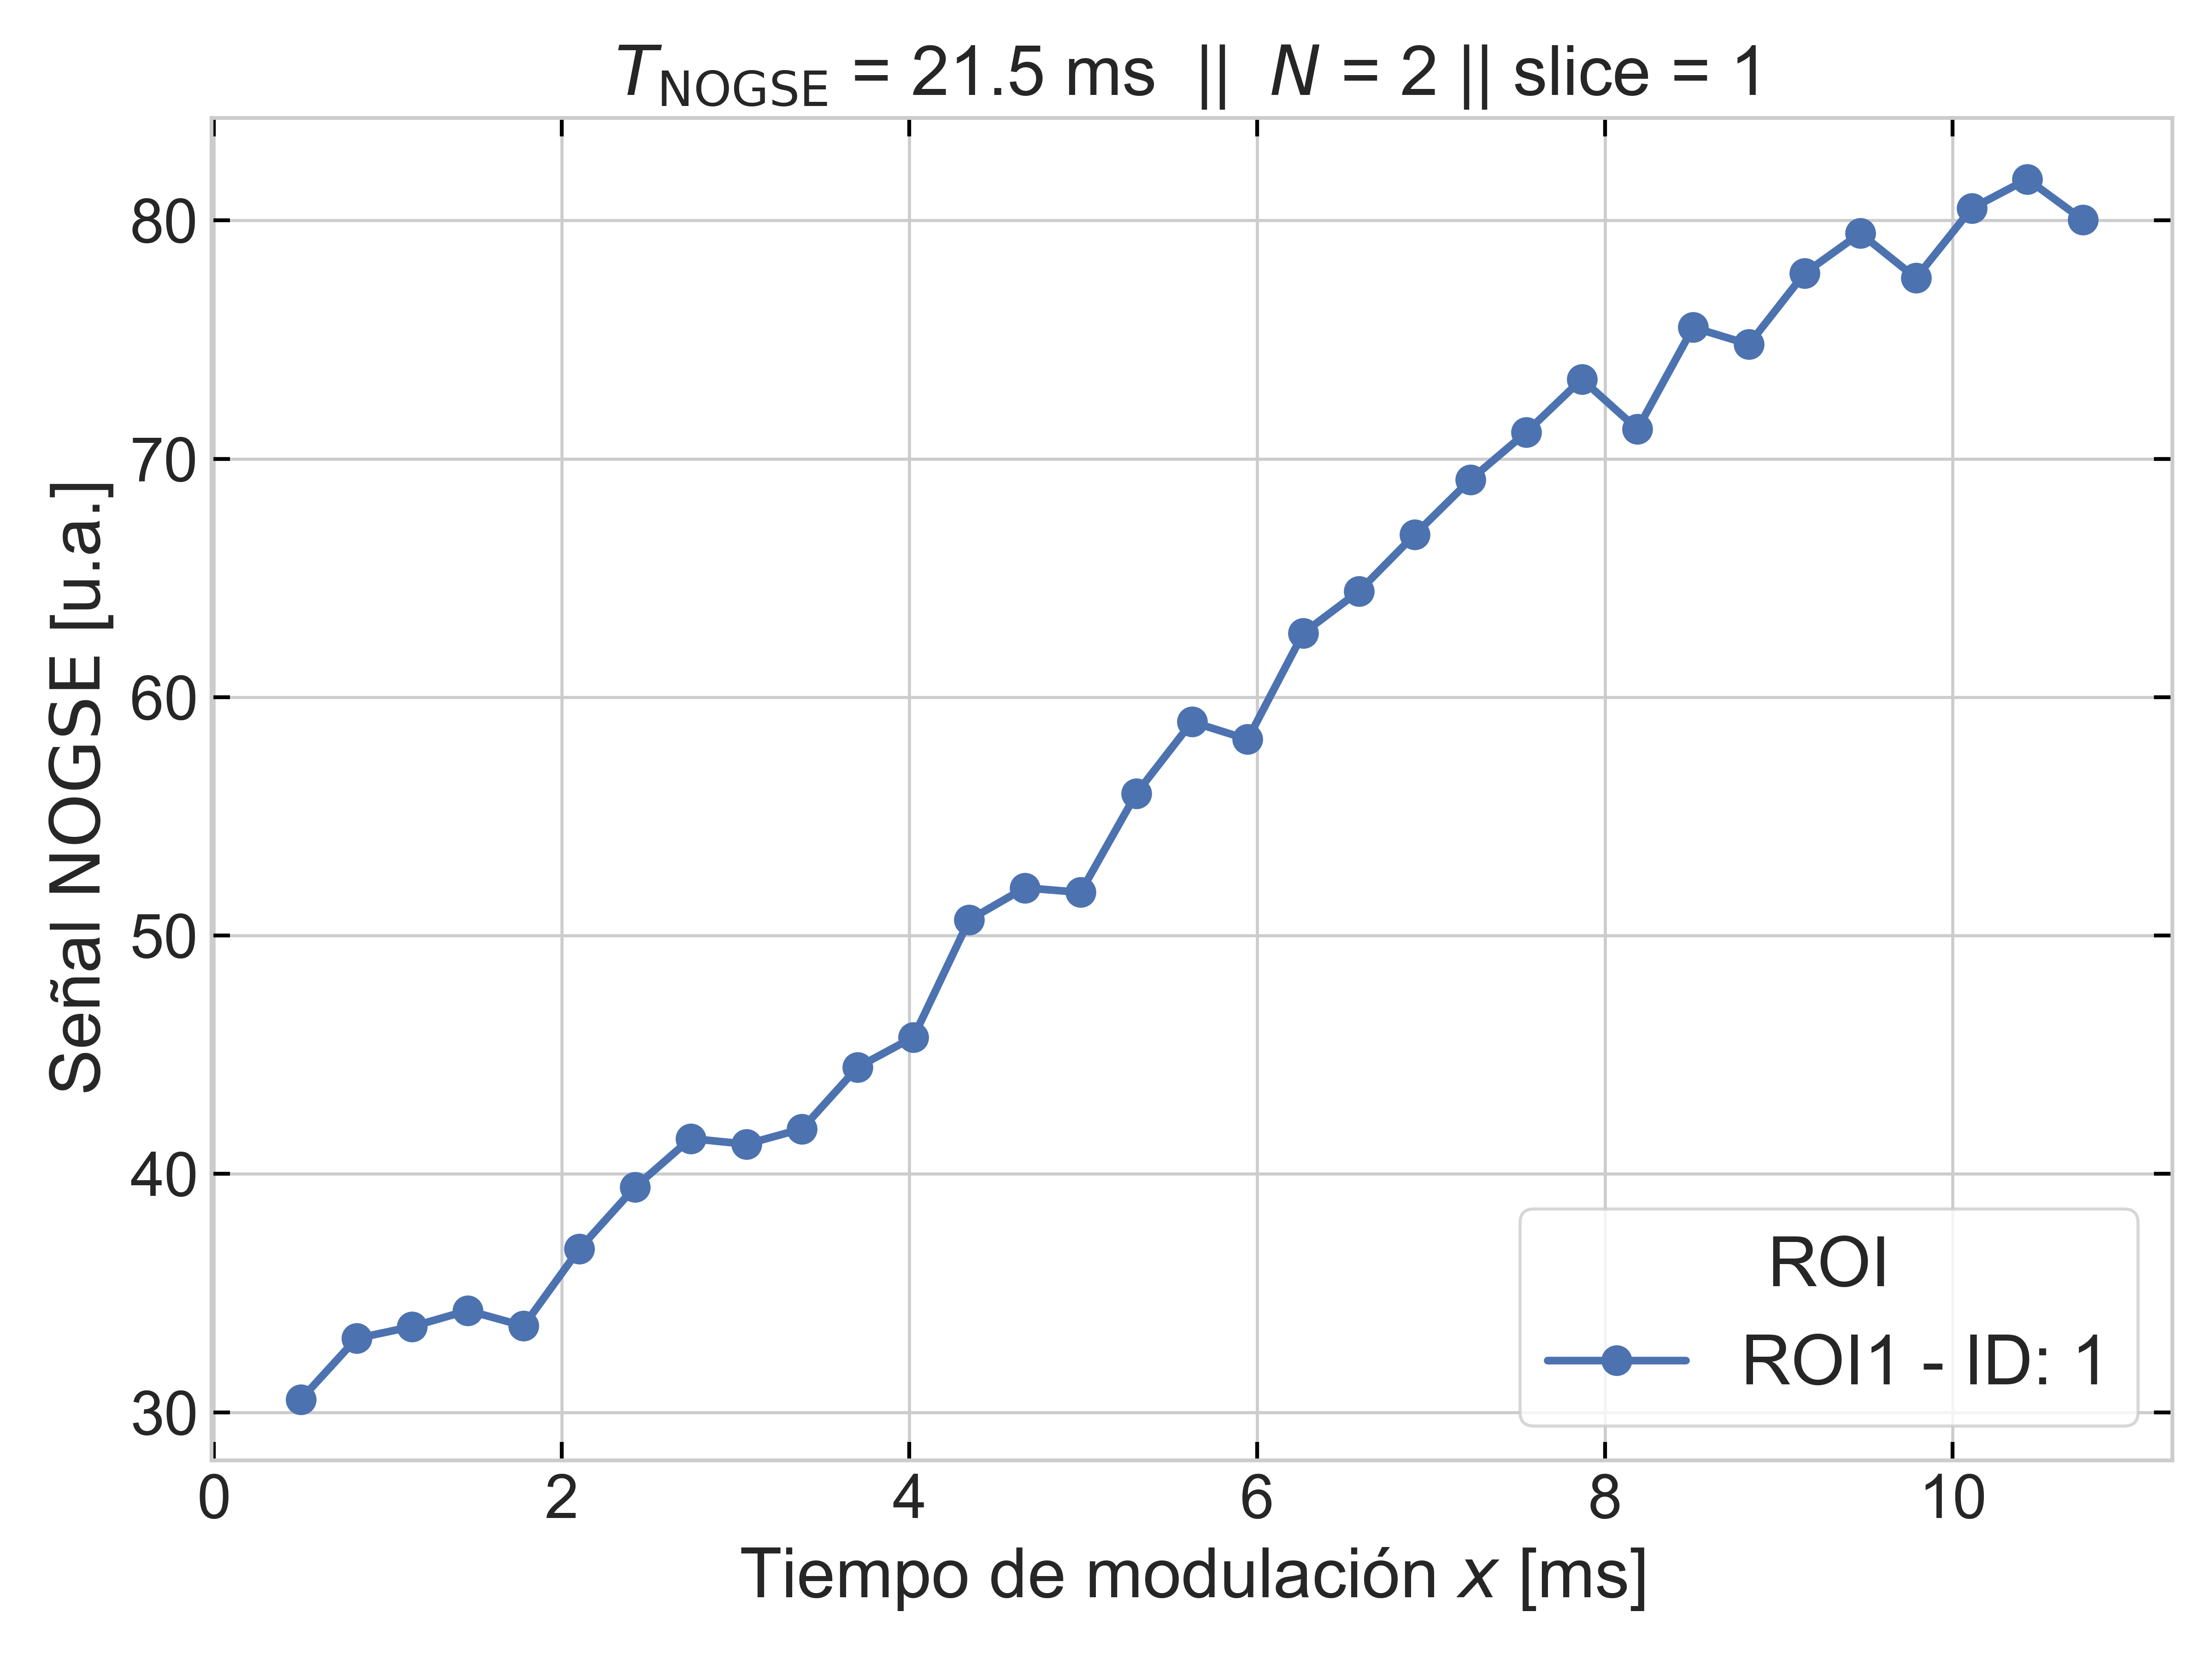 T_NOGSE = 21.5 ms || N = 2 || slice = 1
80
70
60
50
40
30
Señal NOGSE [u.a.]
0 2 4 6 8 10
Tiempo de modulación x [ms]
ROI
ROI1 - ID: 1